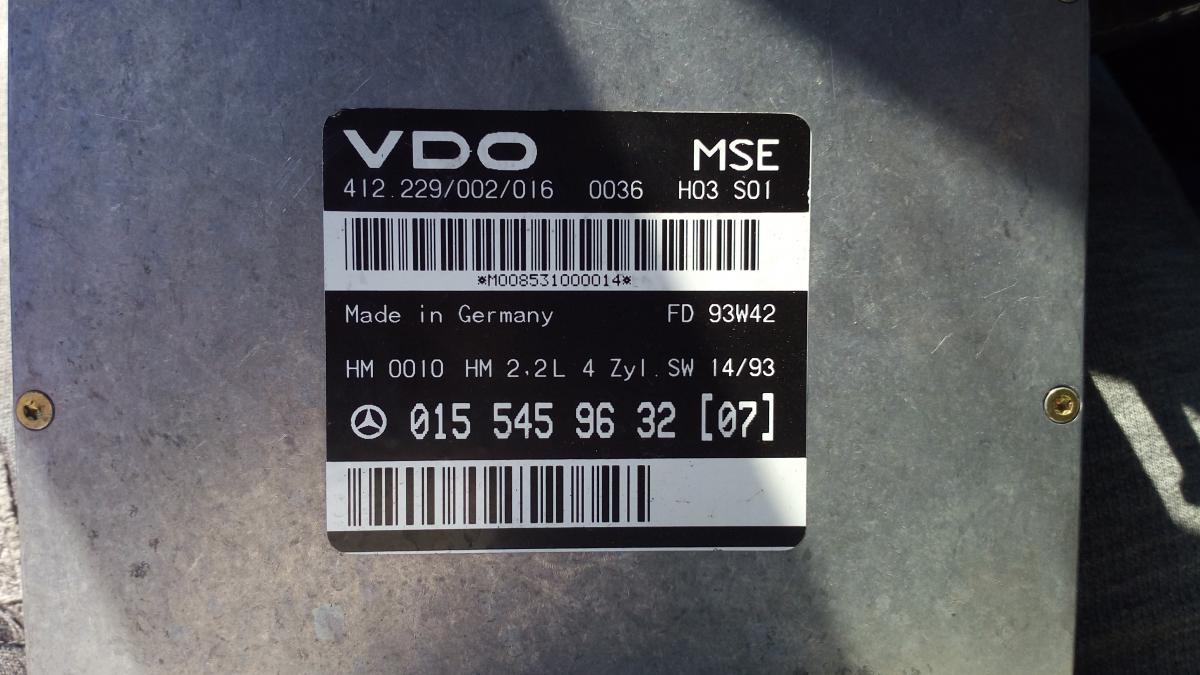 VDO MSE
412.229/002/016 0036 H03 S01
*M008531000014*
Made in Germany FD 93W42
HM 0010 HM 2.2L 4 Zyl. SW 14/93
015 545 96 32 [07]